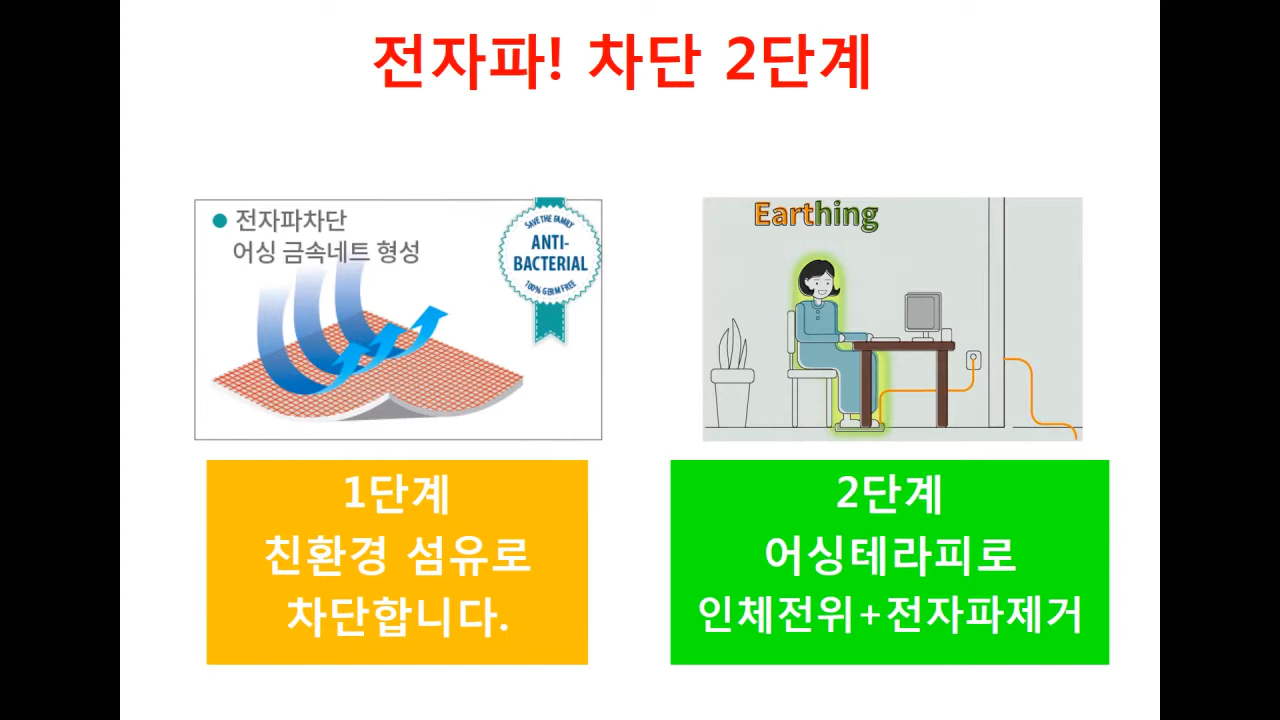 전자파! 차단 2단계
● 전자파차단
어싱 금속네트 형성
SAVE THE FAMILY
ANTI-
BACTERIAL
100% GERM FREE
Earthing
1단계
친환경 섬유로
차단합니다.
2단계
어싱테라피로
인체전위+전자파제거